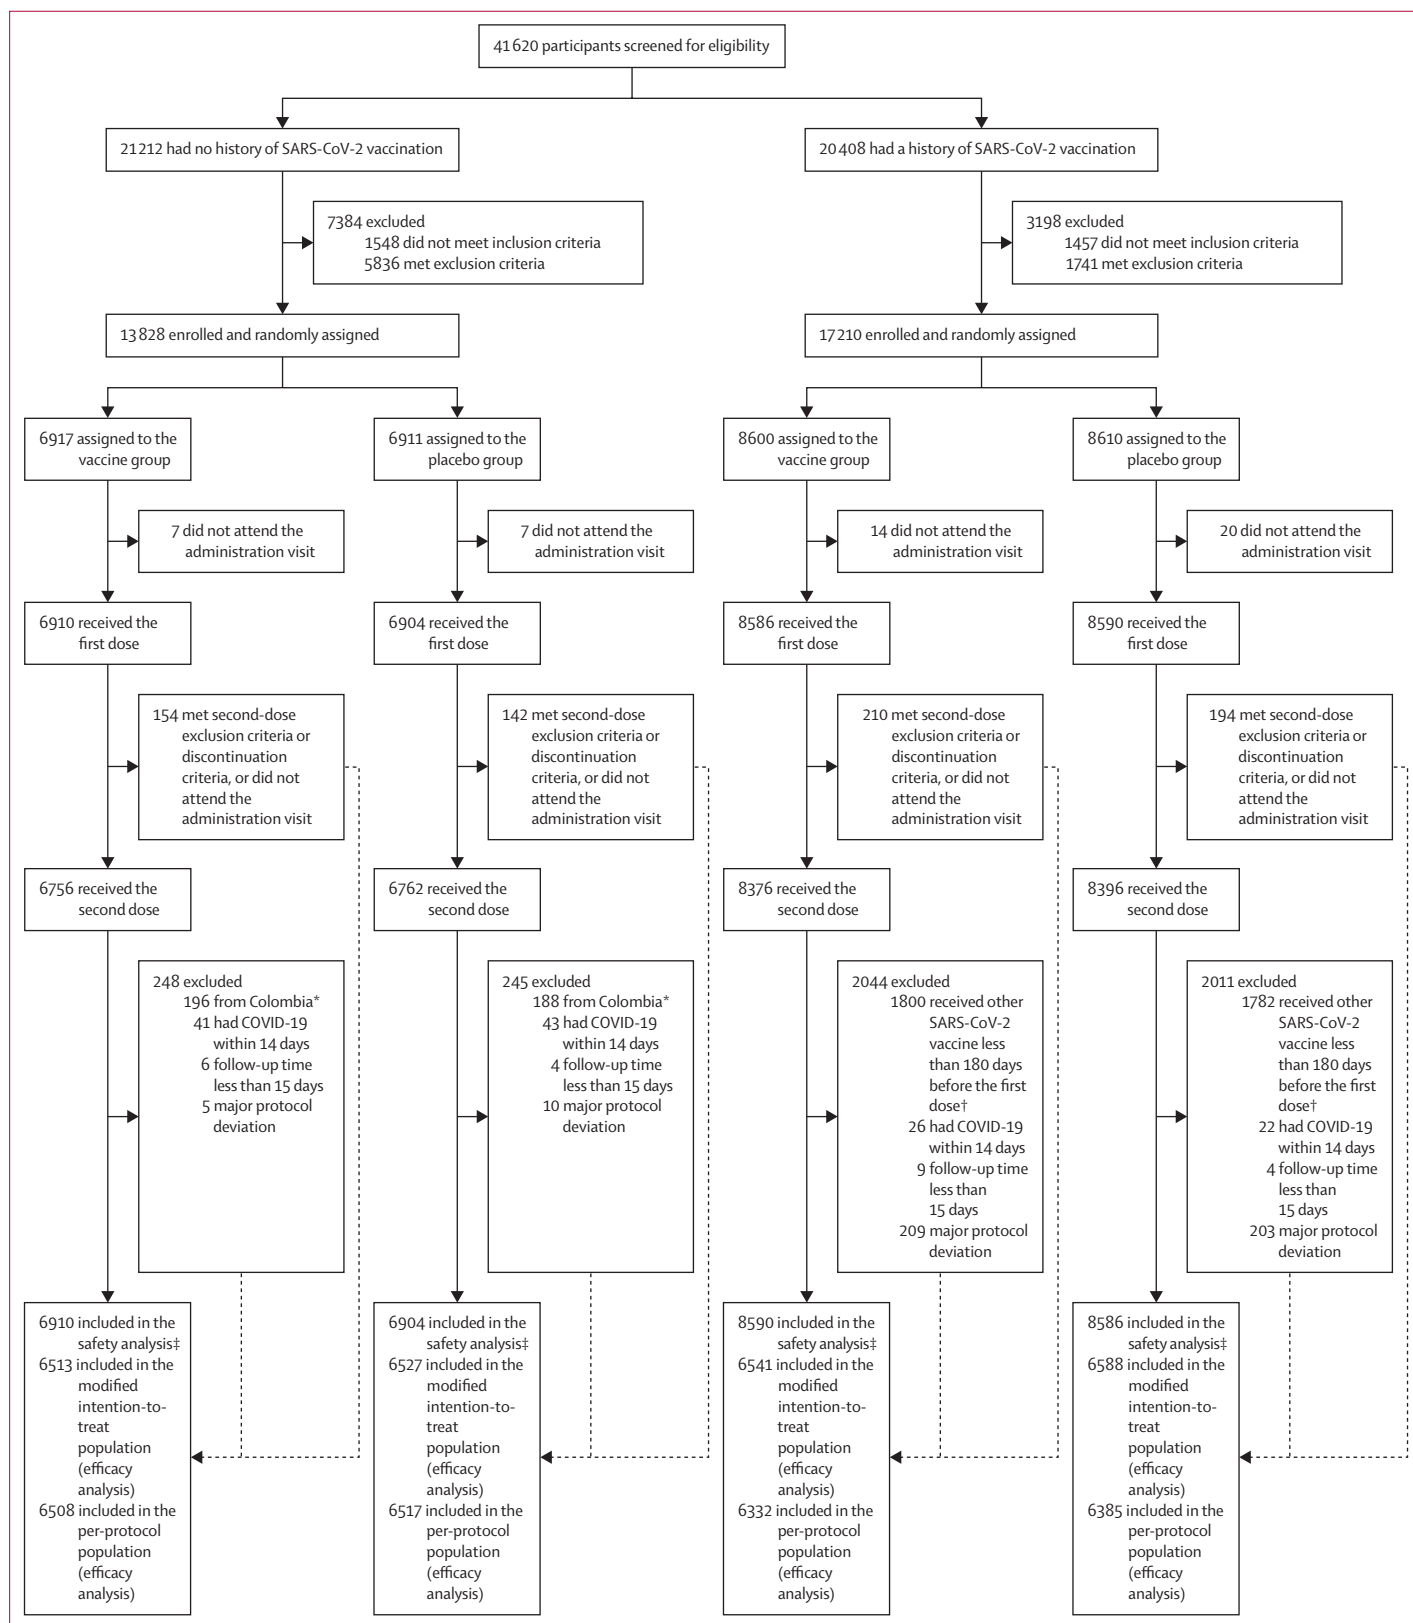 41620 participants screened for eligibility
21212 had no history of SARS-CoV-2 vaccination
20408 had a history of SARS-CoV-2 vaccination
7384 excluded
1548 did not meet inclusion criteria
5836 met exclusion criteria
3198 excluded
1457 did not meet inclusion criteria
1741 met exclusion criteria
13828 enrolled and randomly assigned
17210 enrolled and randomly assigned
6917 assigned to the
vaccine group
6911 assigned to the
placebo group
8600 assigned to the
vaccine group
8610 assigned to the
placebo group
7 did not attend the
administration visit
7 did not attend the
administration visit
14 did not attend the
administration visit
20 did not attend the
administration visit
6910 received the
first dose
6904 received the
first dose
8586 received the
first dose
8590 received the
first dose
154 met second-dose
exclusion criteria or
discontinuation
criteria, or did not
attend the
administration visit
142 met second-dose
exclusion criteria or
discontinuation
criteria, or did not
attend the
administration visit
210 met second-dose
exclusion criteria or
discontinuation
criteria, or did not
attend the
administration visit
194 met second-dose
exclusion criteria or
discontinuation
criteria, or did not
attend the
administration visit
6756 received the
second dose
6762 received the
second dose
8376 received the
second dose
8396 received the
second dose
248 excluded
196 from Colombia*
41 had COVID-19
within 14 days
6 follow-up time
less than 15 days
5 major protocol
deviation
245 excluded
188 from Colombia*
43 had COVID-19
within 14 days
4 follow-up time
less than 15 days
10 major protocol
deviation
2044 excluded
1800 received other
SARS-CoV-2
vaccine less
than 180 days
before the first
dose†
26 had COVID-19
within 14 days
9 follow-up time
less than
15 days
209 major protocol
deviation
2011 excluded
1782 received other
SARS-CoV-2
vaccine less
than 180 days
before the first
dose†
22 had COVID-19
within 14 days
4 follow-up time
less than
15 days
203 major protocol
deviation
6910 included in the
safety analysis‡
6513 included in the
modified
intention-to-
treat
population
(efficacy
analysis)
6508 included in the
per-protocol
population
(efficacy
analysis)
6904 included in the
safety analysis‡
6527 included in the
modified
intention-to-
treat
population
(efficacy
analysis)
6517 included in the
per-protocol
population
(efficacy
analysis)
8590 included in the
safety analysis‡
6541 included in the
modified
intention-to-
treat
population
(efficacy
analysis)
6332 included in the
per-protocol
population
(efficacy
analysis)
8586 included in the
safety analysis‡
6588 included in the
modified
intention-to-
treat
population
(efficacy
analysis)
6385 included in the
per-protocol
population
(efficacy
analysis)